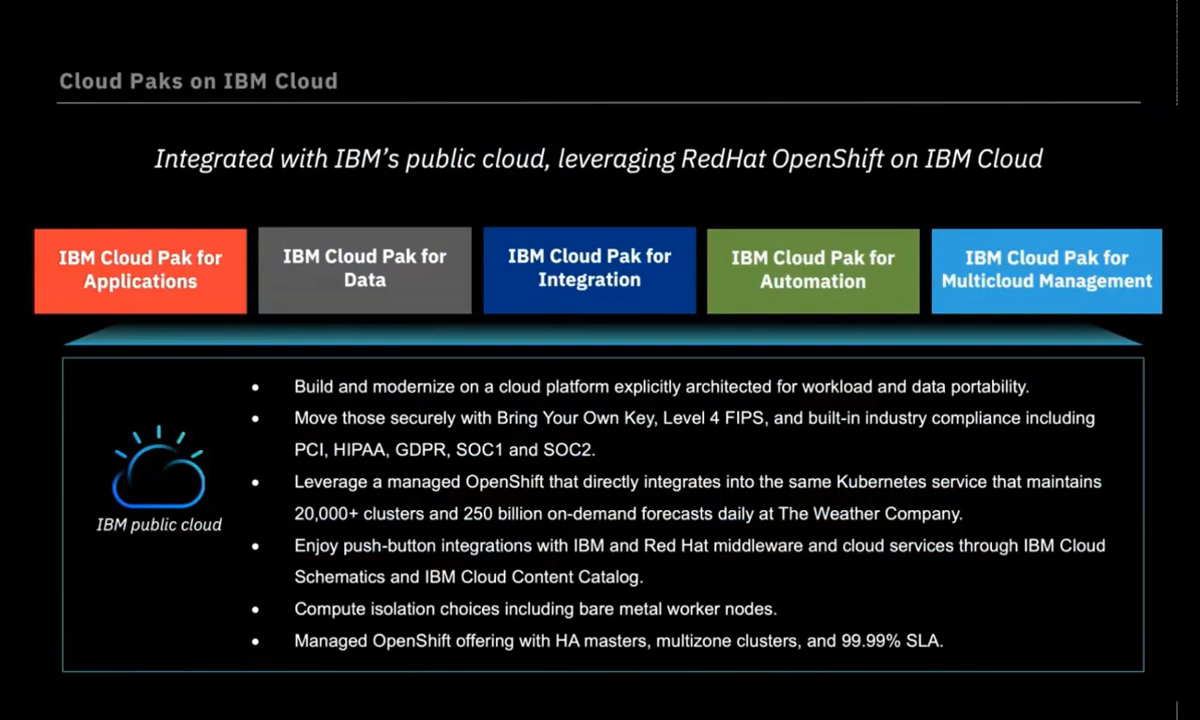 Cloud Paks on IBM Cloud
Integrated with IBM's public cloud, leveraging RedHat OpenShift on IBM Cloud
IBM Cloud Pak for
Applications
IBM Cloud Pak for
Data
IBM Cloud Pak for
Integration
IBM Cloud Pak for
Automation
IBM Cloud Pak for
Multicloud Management
IBM public cloud
• Build and modernize on a cloud platform explicitly architected for workload and data portability.
• Move those securely with Bring Your Own Key, Level 4 FIPS, and built-in industry compliance including
PCI, HIPAA, GDPR, SOC1 and SOC2.
• Leverage a managed OpenShift that directly integrates into the same Kubernetes service that maintains
20,000+ clusters and 250 billion on-demand forecasts daily at The Weather Company.
• Enjoy push-button integrations with IBM and Red Hat middleware and cloud services through IBM Cloud
Schematics and IBM Cloud Content Catalog.
• Compute isolation choices including bare metal worker nodes.
• Managed OpenShift offering with HA masters, multizone clusters, and 99.99% SLA.